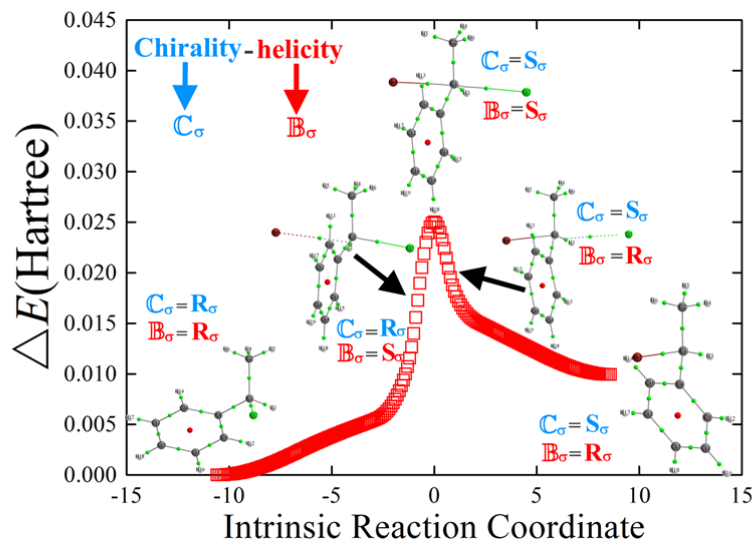 Chirality-helicity
ℂσ 𝔹σ
ℂσ=Sσ
𝔹σ=Sσ
ℂσ=Sσ
𝔹σ=Rσ
ℂσ=Rσ
𝔹σ=Rσ
ℂσ=Rσ
𝔹σ=Sσ
ℂσ=Sσ
𝔹σ=Rσ
△E(Hartree)
0.045
0.040
0.035
0.030
0.025
0.020
0.015
0.010
0.005
0.000
-15 -10 -5 0 5 10 15
Intrinsic Reaction Coordinate